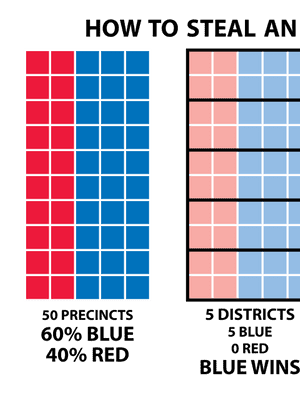 HOW TO STEAL AN
50 PRECINCTS
60% BLUE
40% RED
5 DISTRICTS
5 BLUE
0 RED
BLUE WINS